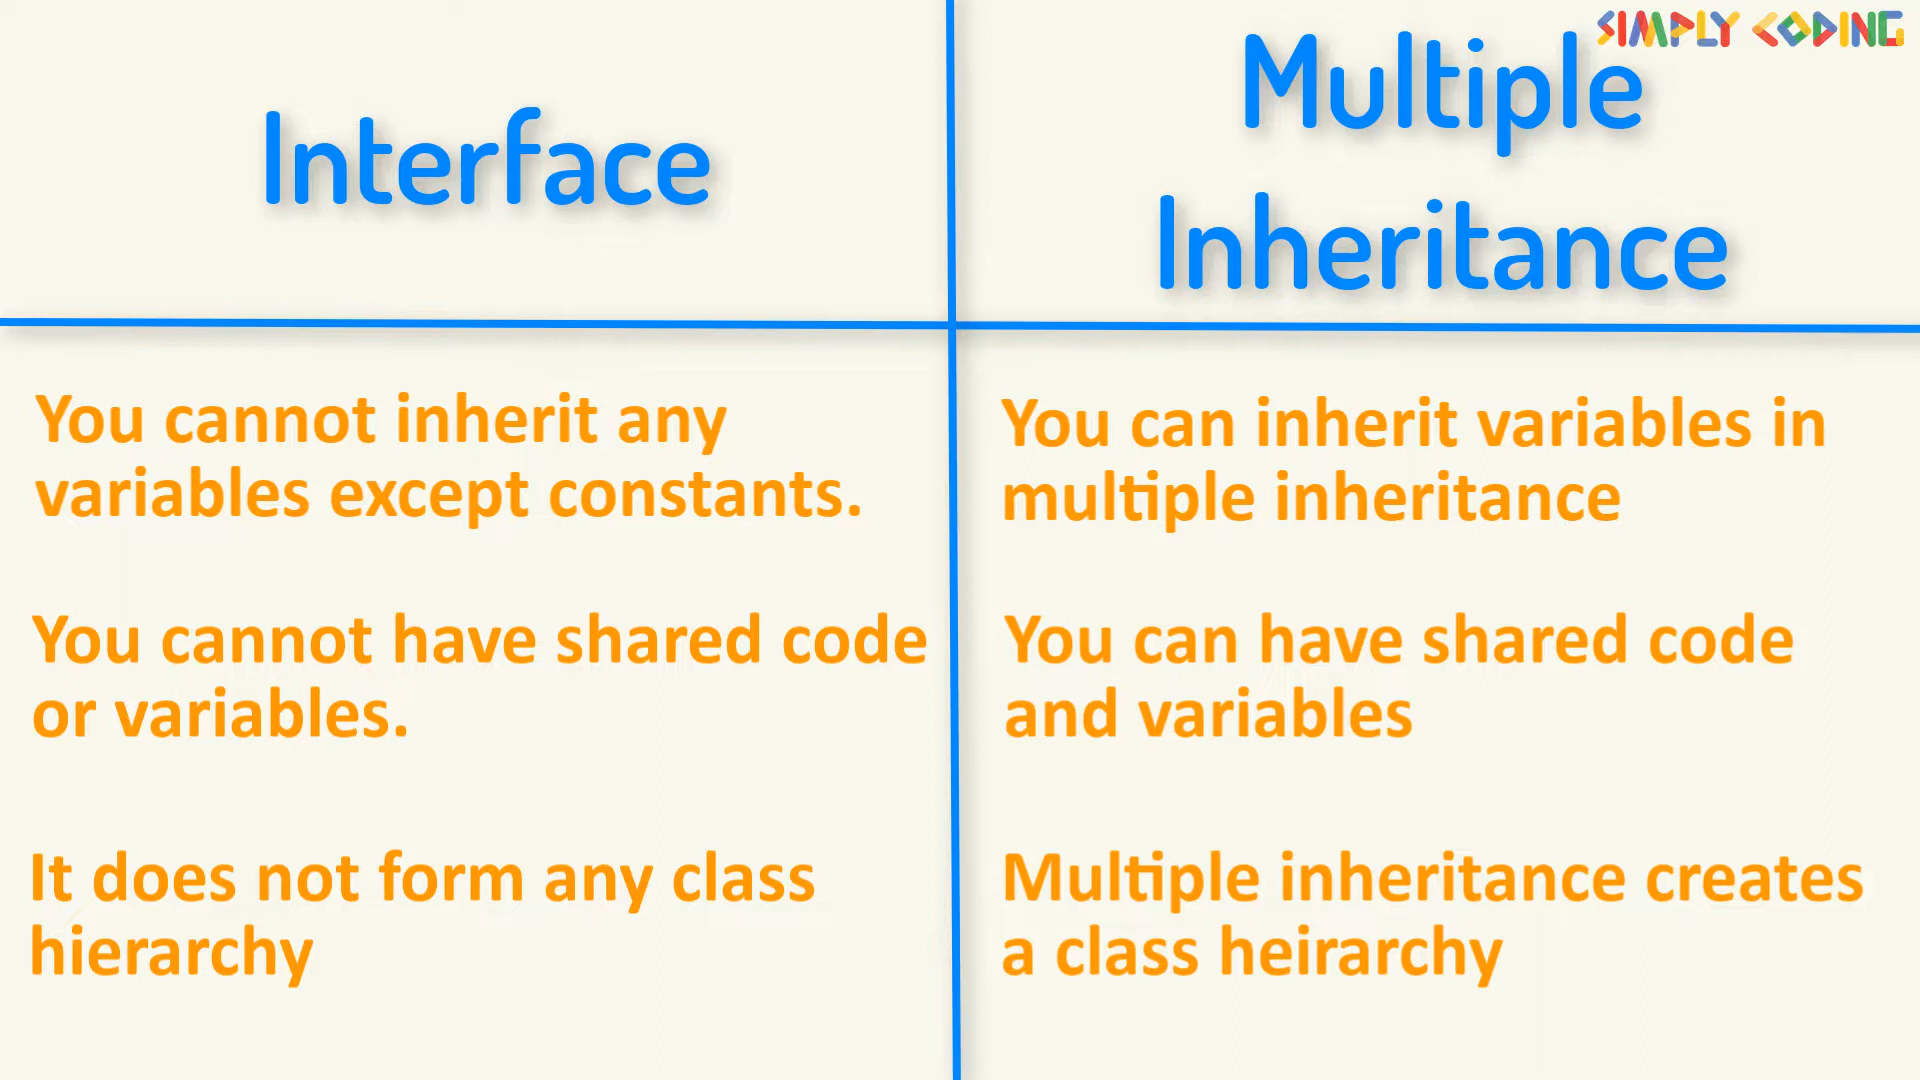 SIMPLY CODING
Interface
Multiple
Inheritance
You cannot inherit any
variables except constants.
You can inherit variables in
multiple inheritance
You cannot have shared code
or variables.
You can have shared code
and variables
It does not form any class
hierarchy
Multiple inheritance creates
a class heirarchy